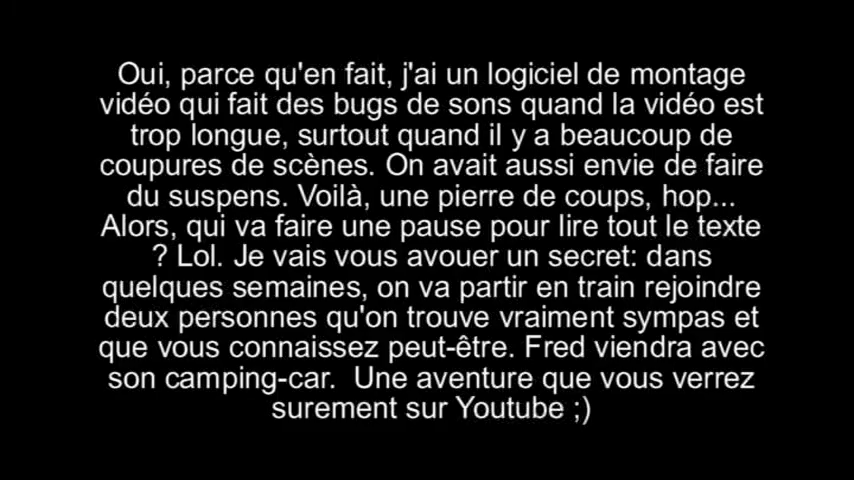 Oui, parce qu'en fait, j'ai un logiciel de montage
vidéo qui fait des bugs de sons quand la vidéo est
trop longue, surtout quand il y a beaucoup de
coupures de scènes. On avait aussi envie de faire
du suspens. Voilà, une pierre de coups, hop...
Alors, qui va faire une pause pour lire tout le texte
? Lol. Je vais vous avouer un secret: dans
quelques semaines, on va partir en train rejoindre
deux personnes qu'on trouve vraiment sympas et
que vous connaissez peut-être. Fred viendra avec
son camping-car.  Une aventure que vous verrez
surement sur Youtube ;)